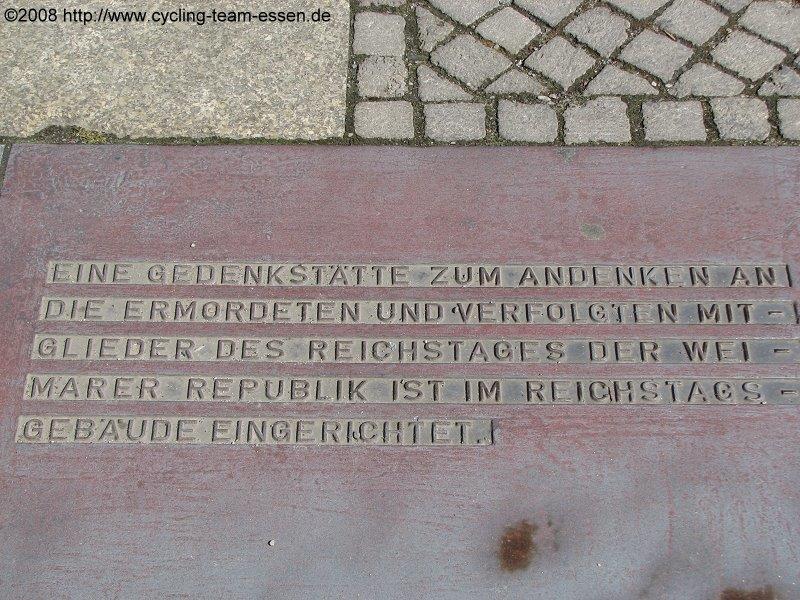 ©2008 http://www.cycling-team-essen.de
EINE GEDENKSTÄTTE ZUM ANDENKEN AN
DIE ERMORDETEN UND VERFOLGTEN MIT-
GLIEDER DES REICHSTAGES DER WEI-
MARER REPUBLIK IST IM REICHSTAGS-
GEBÄUDE EINGERICHTET.